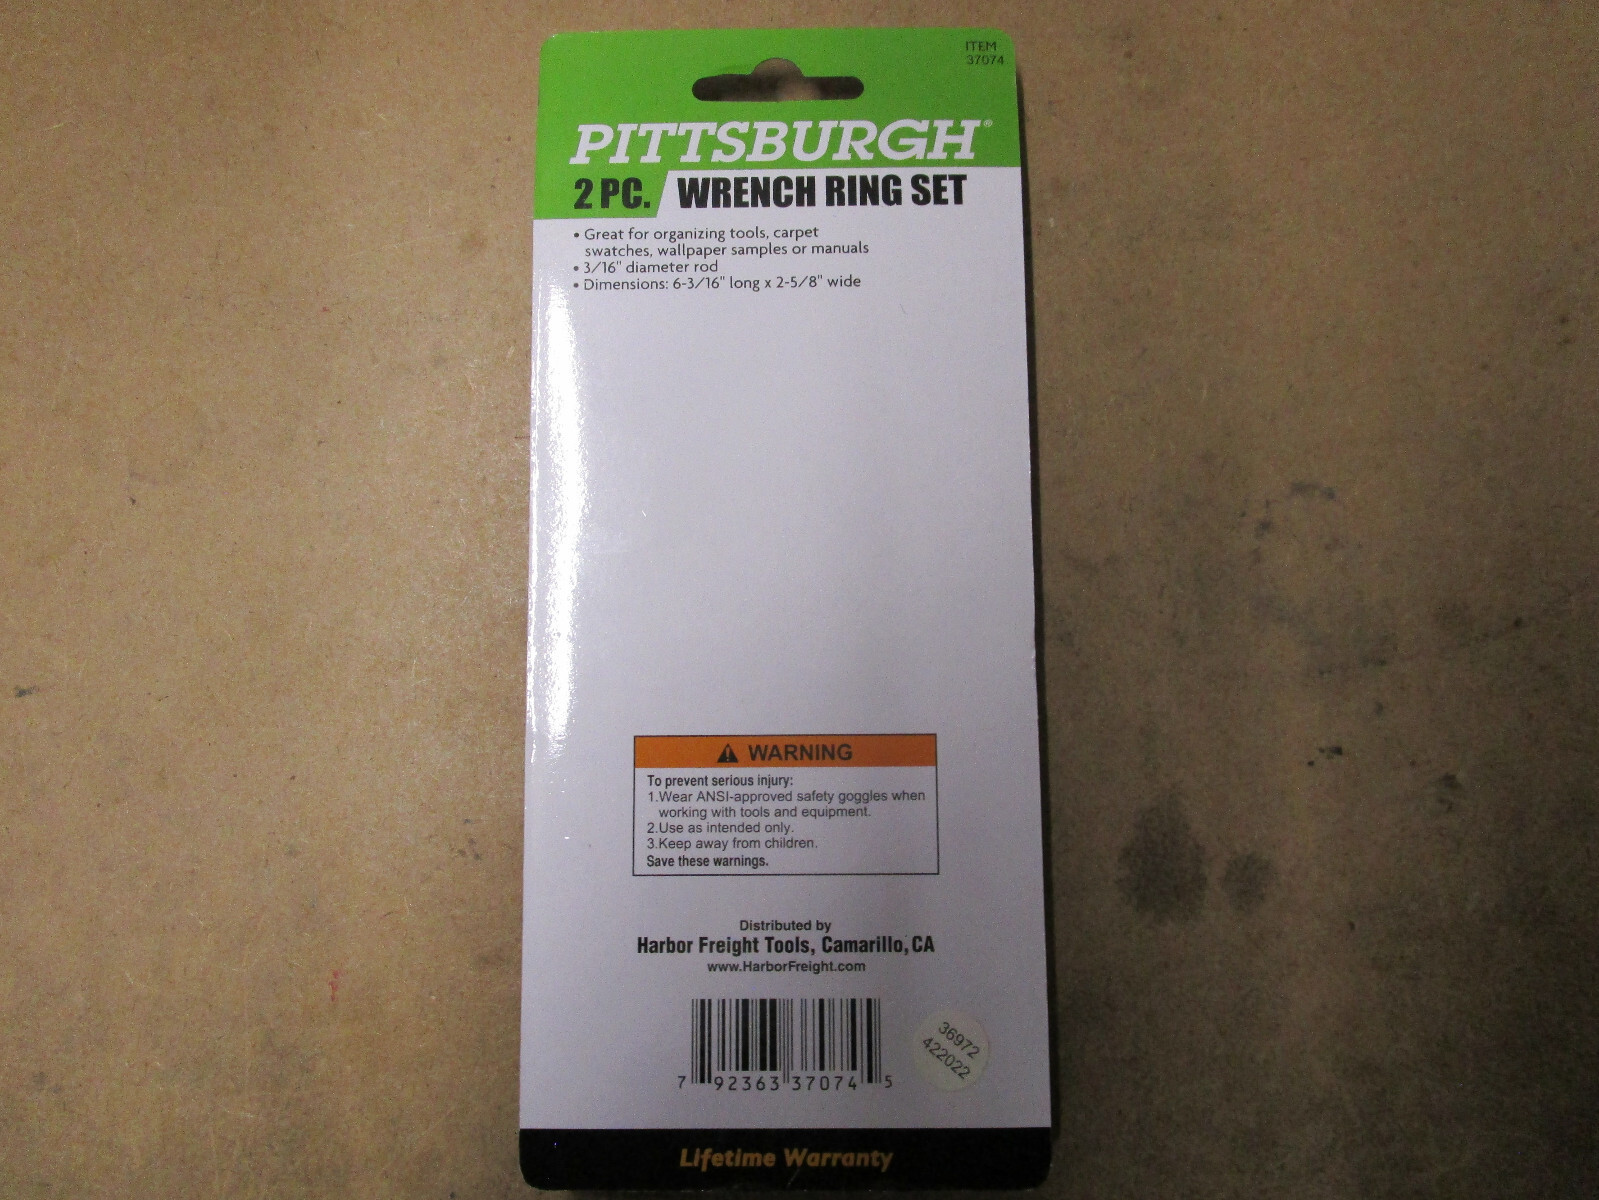 ITEM
37074
PITTSBURGH®
2 PC. WRENCH RING SET
• Great for organizing tools, carpet
swatches, wallpaper samples or manuals
• 3/16" diameter rod
• Dimensions: 6-3/16" long x 2-5/8" wide
⚠ WARNING
To prevent serious injury:
1.Wear ANSI-approved safety goggles when
working with tools and equipment.
2.Use as intended only.
3.Keep away from children.
Save these warnings.
Distributed by
Harbor Freight Tools, Camarillo, CA
www.HarborFreight.com
7 92363 37074 5
36972
422022
Lifetime Warranty